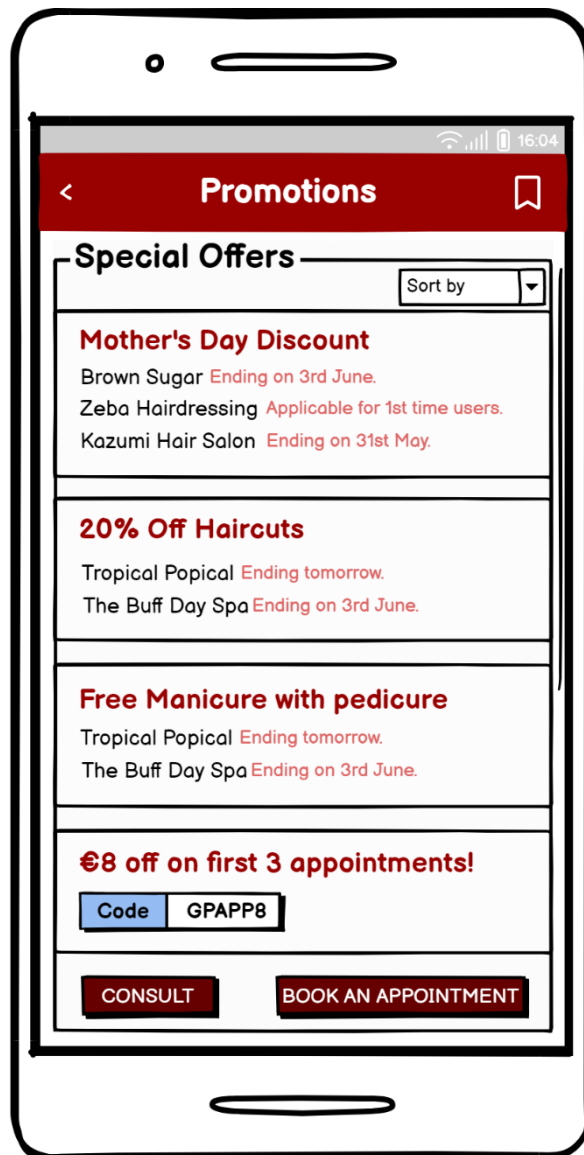 16:04
< Promotions
Special Offers
Sort by
Mother's Day Discount
Brown Sugar Ending on 3rd June.
Zeba Hairdressing Applicable for 1st time users.
Kazumi Hair Salon Ending on 31st May.
20% Off Haircuts
Tropical Popical Ending tomorrow.
The Buff Day Spa Ending on 3rd June.
Free Manicure with pedicure
Tropical Popical Ending tomorrow.
The Buff Day Spa Ending on 3rd June.
€8 off on first 3 appointments!
Code GPAPP8
CONSULT BOOK AN APPOINTMENT